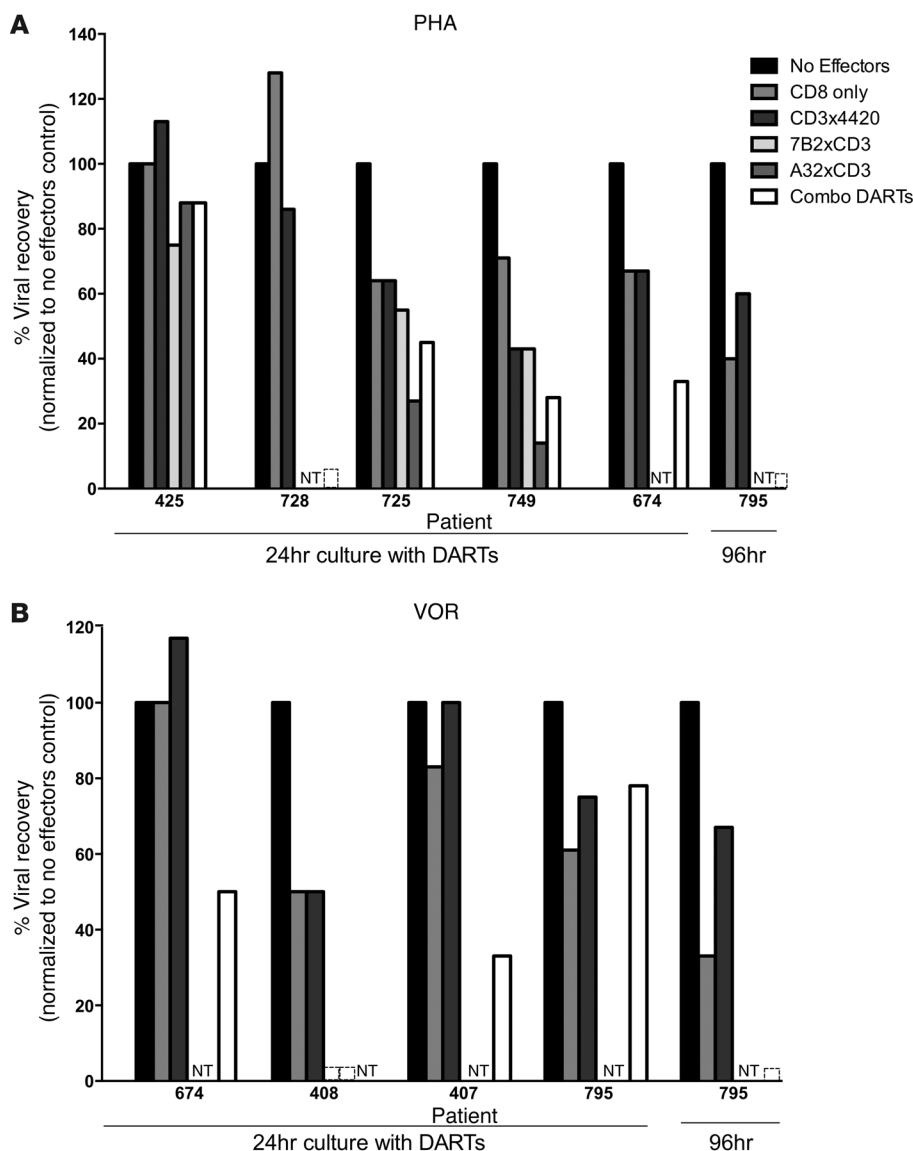 A
PHA
% Viral recovery
(normalized to no effectors control)
140
120
100
80
60
40
20
0
No Effectors
CD8 only
CD3x4420
7B2xCD3
A32xCD3
Combo DARTs
NT
NT
NT
425
728
725
749
674
795
Patient
24hr culture with DARTs
96hr
B
VOR
% Viral recovery
(normalized to no effectors control)
120
100
80
60
40
20
0
NT
NT
NT
NT
NT
674
408
407
795
795
Patient
24hr culture with DARTs
96hr